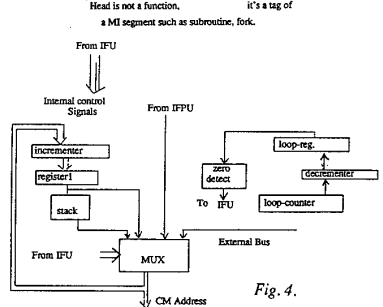 Head is not a function, it's a tag of
a MI segment such as subroutine, fork.
From IFU
Internal control
Signals
From IFPU
incrementer
register1
stack
zero
detect
To IFU
loop-reg.
decrementer
loop-counter
From IFU
MUX
External Bus
CM Address
Fig. 4.